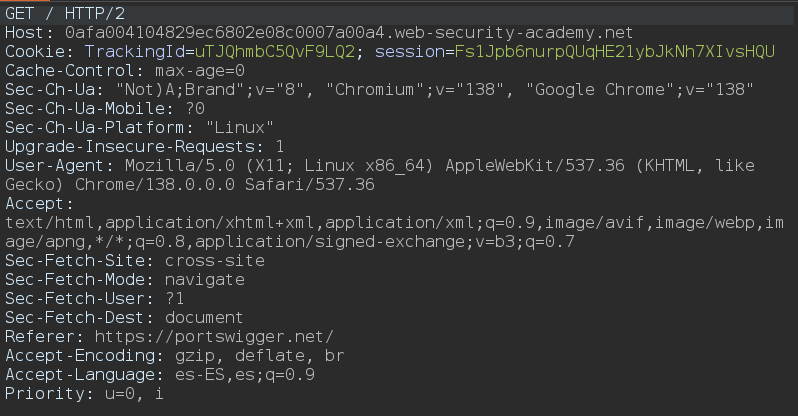 GET / HTTP/2
Host: 0afa004104829ec6802e08c0007a00a4.web-security-academy.net
Cookie: TrackingId=uTJQhmbC5QvF9LQ2; session=Fs1Jpb6nurpQUqHE21ybJkNh7XIvsHQU
Cache-Control: max-age=0
Sec-Ch-Ua: "Not)A;Brand";v="8", "Chromium";v="138", "Google Chrome";v="138"
Sec-Ch-Ua-Mobile: ?0
Sec-Ch-Ua-Platform: "Linux"
Upgrade-Insecure-Requests: 1
User-Agent: Mozilla/5.0 (X11; Linux x86_64) AppleWebKit/537.36 (KHTML, like
Gecko) Chrome/138.0.0.0 Safari/537.36
Accept:
text/html,application/xhtml+xml,application/xml;q=0.9,image/avif,image/webp,im
age/apng,*/*;q=0.8,application/signed-exchange;v=b3;q=0.7
Sec-Fetch-Site: cross-site
Sec-Fetch-Mode: navigate
Sec-Fetch-User: ?1
Sec-Fetch-Dest: document
Referer: https://portswigger.net/
Accept-Encoding: gzip, deflate, br
Accept-Language: es-ES,es;q=0.9
Priority: u=0, i